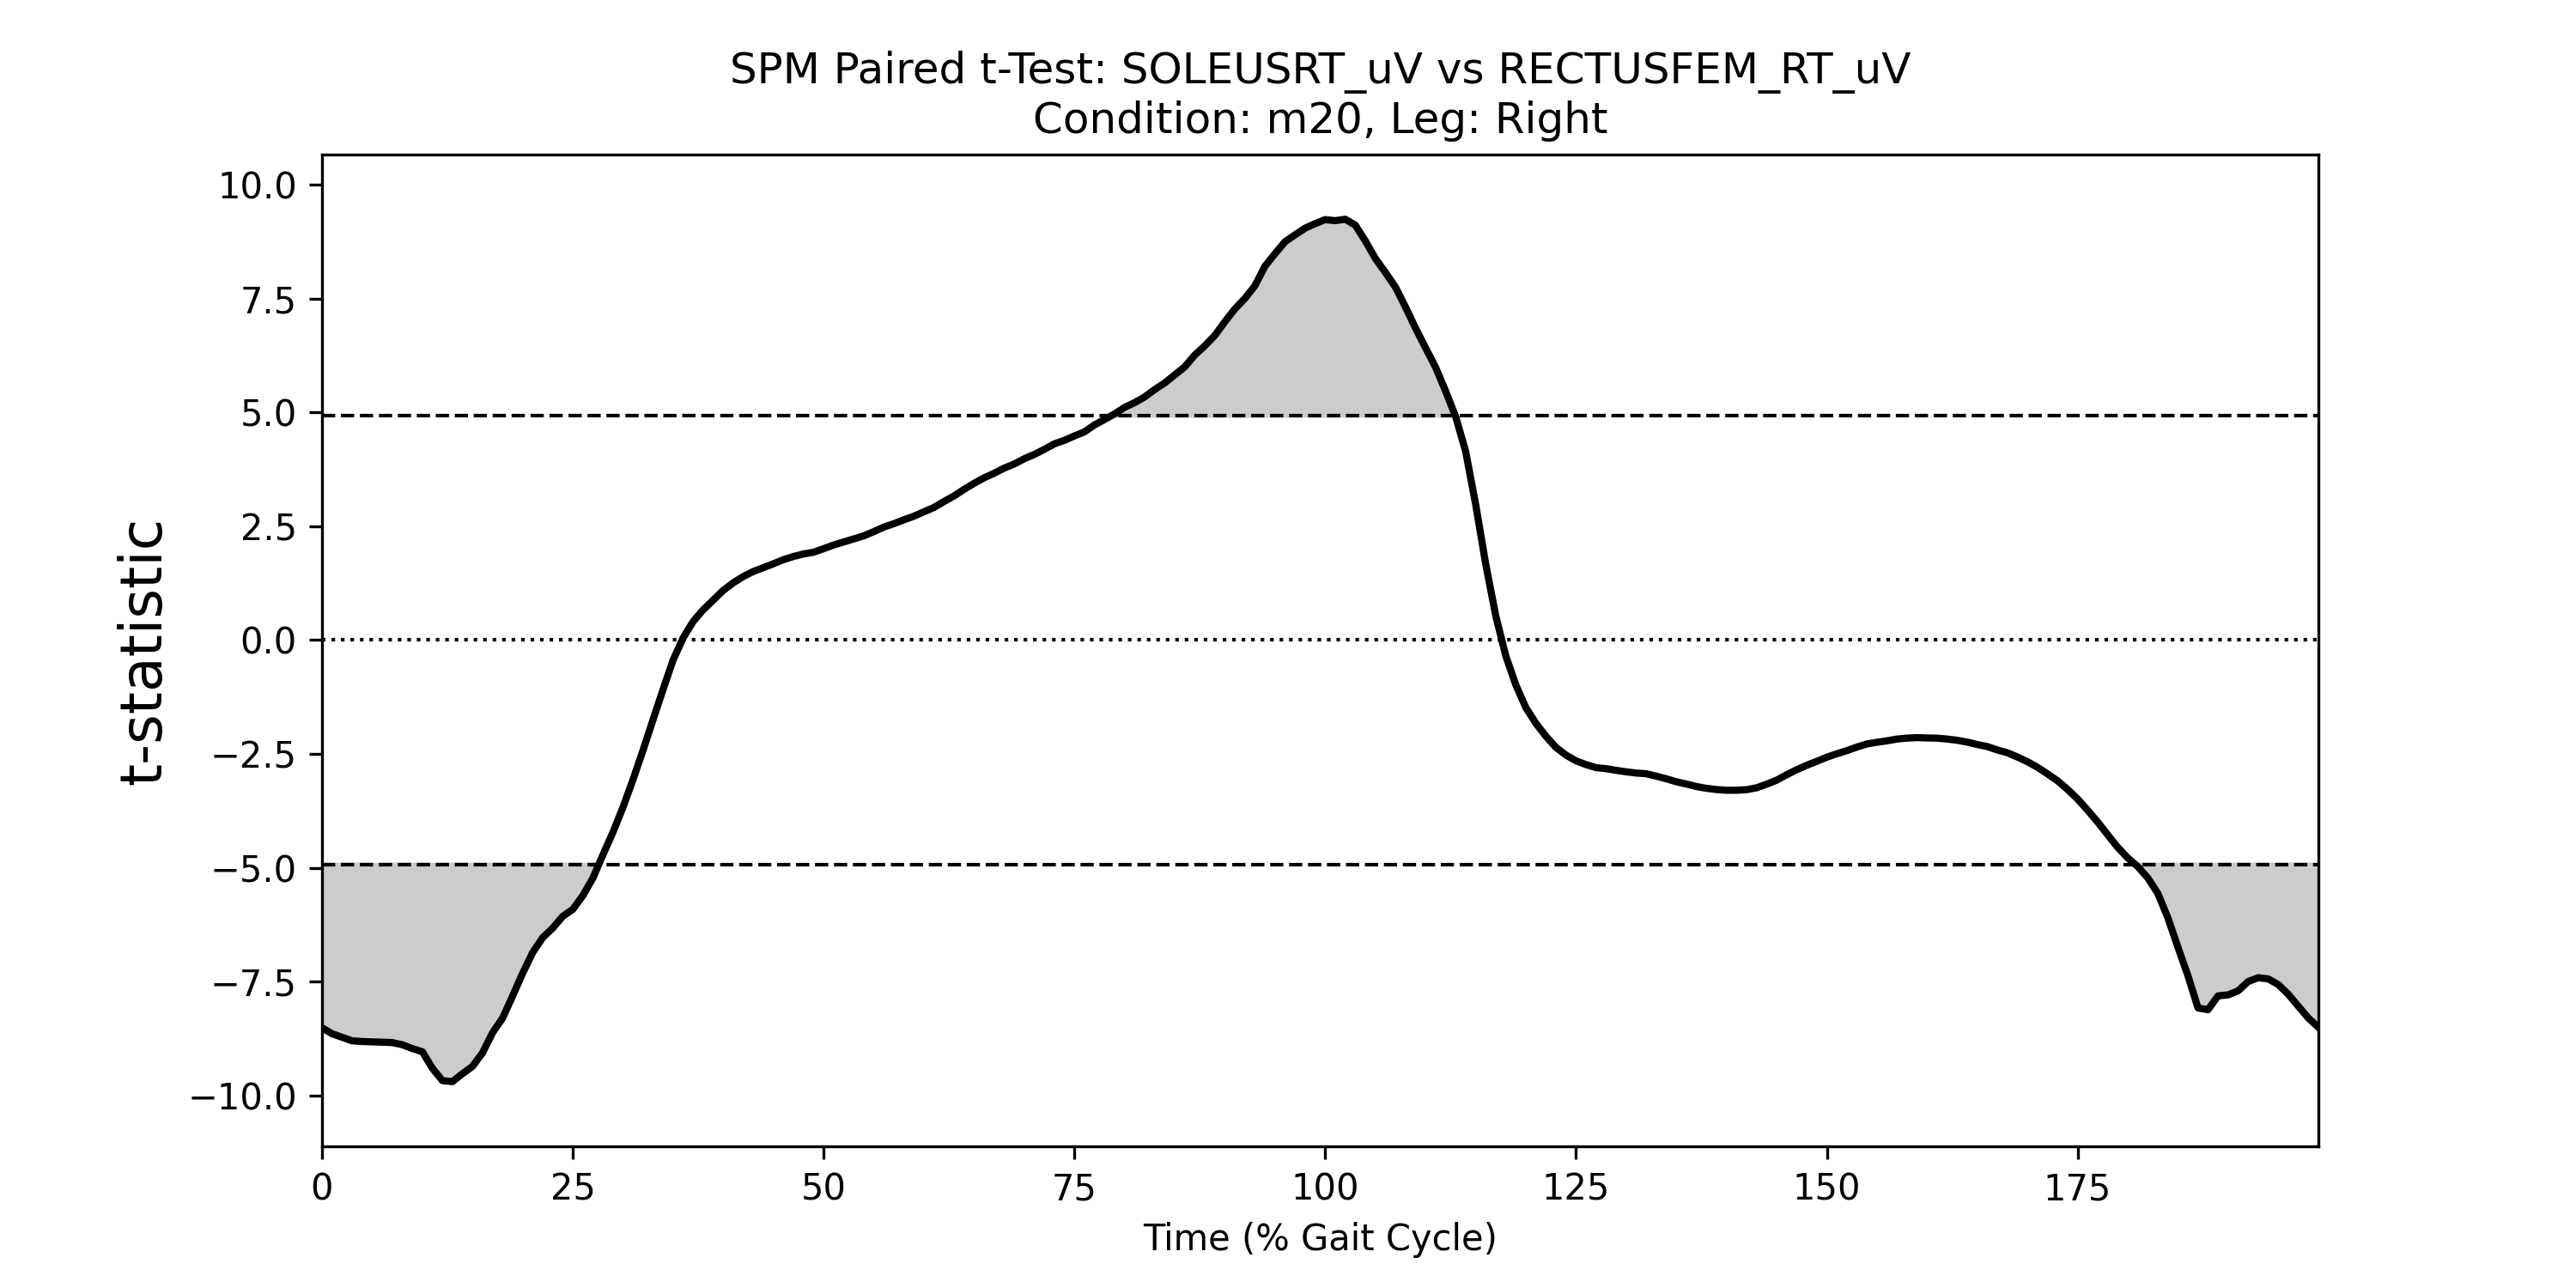 SPM Paired t-Test: SOLEUSRT_uV vs RECTUSFEM_RT_uV
Condition: m20, Leg: Right
t-statistic
10.0
7.5
5.0
2.5
0.0
−2.5
−5.0
−7.5
−10.0
0 25 50 75 100 125 150 175
Time (% Gait Cycle)